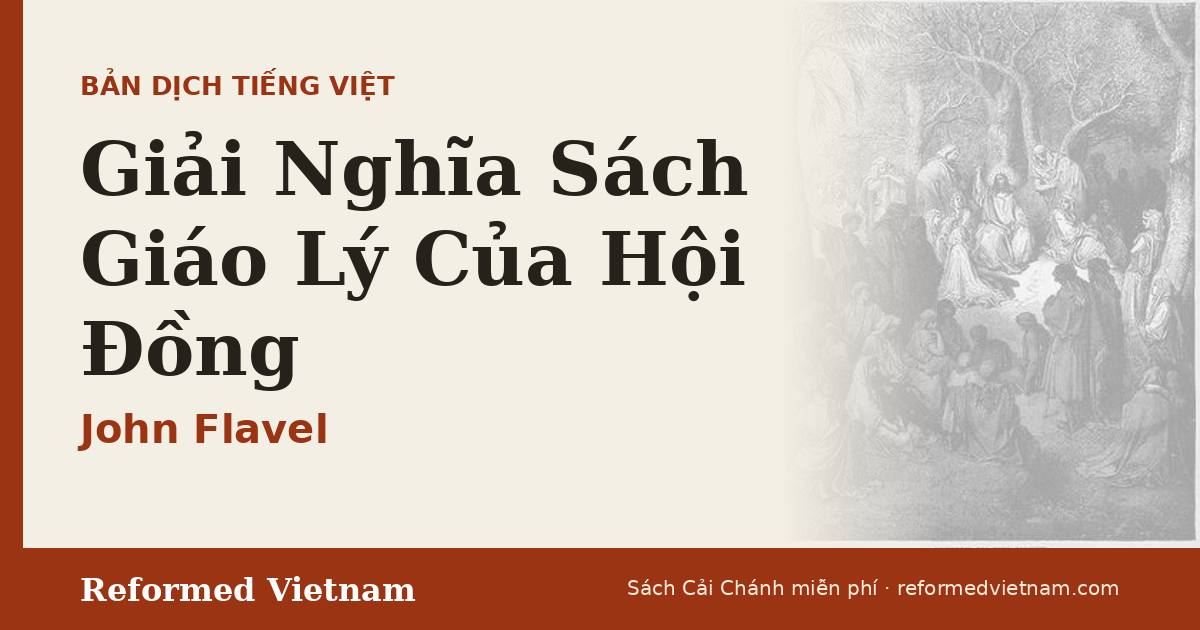 BẢN DỊCH TIẾNG VIỆT
Giải Nghĩa Sách
Giáo Lý Của Hội
Đồng
John Flavel
Reformed Vietnam
Sách Cải Chánh miễn phí · reformedvietnam.com